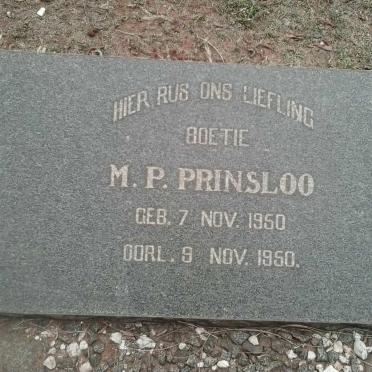 HIER RUS ONS LIEFLING
BOETIE
M. P. PRINSLOO
GEB. 7 NOV. 1950
OORL. 9 NOV. 1950.